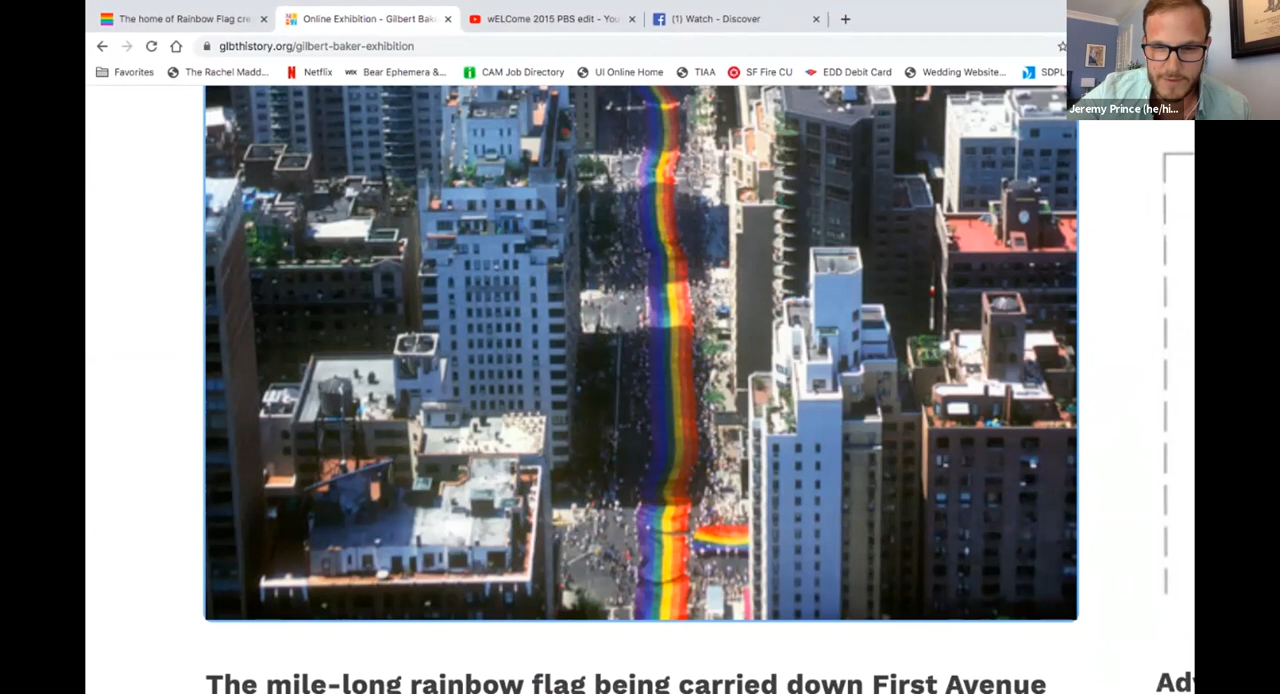 The home of Rainbow Flag cre
Online Exhibition - Gilbert Bak
wELCome 2015 PBS edit - You
(1) Watch - Discover
glbthistory.org/gilbert-baker-exhibition
Favorites
The Rachel Madd...
Netflix
WIX Bear Ephemera &...
CAM Job Directory
UI Online Home
TIAA
SF Fire CU
EDD Debit Card
Wedding Website...
SDPL
Jeremy Prince (he/hi...
The mile-long rainbow flag being carried down First Avenue
Adv